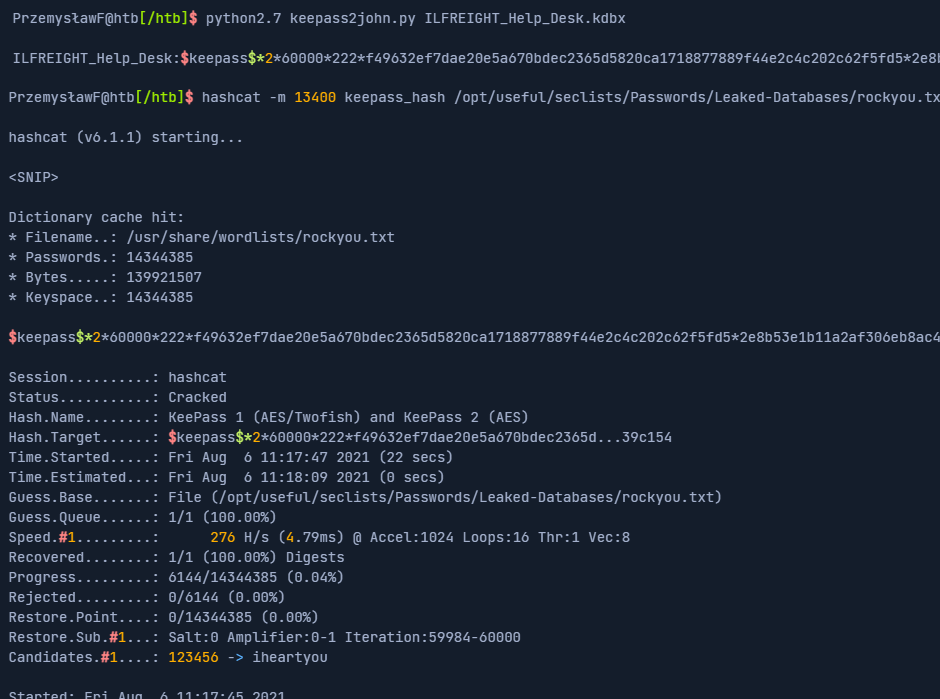 PrzemysławF@htb[/htb]$ python2.7 keepass2john.py ILFREIGHT_Help_Desk.kdbx
ILFREIGHT_Help_Desk:$keepass$*2*60000*222*f49632ef7dae20e5a670bdec2365d5820ca1718877889f44e2c4c202c62f5fd5*2e8b
PrzemysławF@htb[/htb]$ hashcat -m 13400 keepass_hash /opt/useful/seclists/Passwords/Leaked-Databases/rockyou.tx
hashcat (v6.1.1) starting...
<SNIP>
Dictionary cache hit:
* Filename..: /usr/share/wordlists/rockyou.txt
* Passwords.: 14344385
* Bytes.....: 139921507
* Keyspace..: 14344385
$keepass$*2*60000*222*f49632ef7dae20e5a670bdec2365d5820ca1718877889f44e2c4c202c62f5fd5*2e8b53e1b11a2af306eb8ac4
Session..........: hashcat
Status...........: Cracked
Hash.Name........: KeePass 1 (AES/Twofish) and KeePass 2 (AES)
Hash.Target......: $keepass$*2*60000*222*f49632ef7dae20e5a670bdec2365d...39c154
Time.Started.....: Fri Aug  6 11:17:47 2021 (22 secs)
Time.Estimated...: Fri Aug  6 11:18:09 2021 (0 secs)
Guess.Base.......: File (/opt/useful/seclists/Passwords/Leaked-Databases/rockyou.txt)
Guess.Queue......: 1/1 (100.00%)
Speed.#1.........:      276 H/s (4.79ms) @ Accel:1024 Loops:16 Thr:1 Vec:8
Recovered........: 1/1 (100.00%) Digests
Progress.........: 6144/14344385 (0.04%)
Rejected.........: 0/6144 (0.00%)
Restore.Point....: 0/14344385 (0.00%)
Restore.Sub.#1...: Salt:0 Amplifier:0-1 Iteration:59984-60000
Candidates.#1....: 123456 -> iheartyou
Started: Fri Aug  6 11:17:45 2021